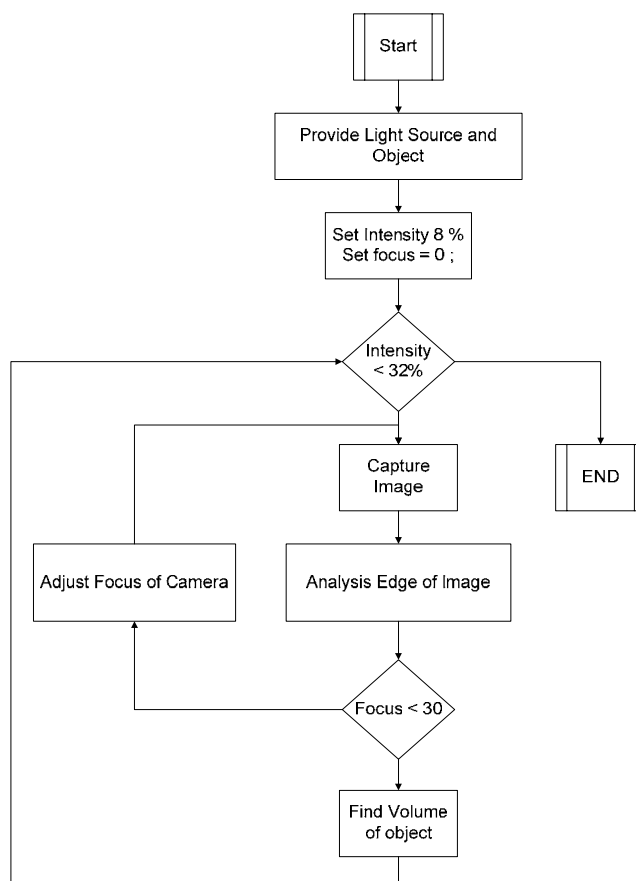 Start
Provide Light Source and
Object
Set Intensity 8 %
Set focus = 0 ;
Intensity
< 32%
Capture
Image
END
Adjust Focus of Camera
Analysis Edge of Image
Focus < 30
Find Volume
of object